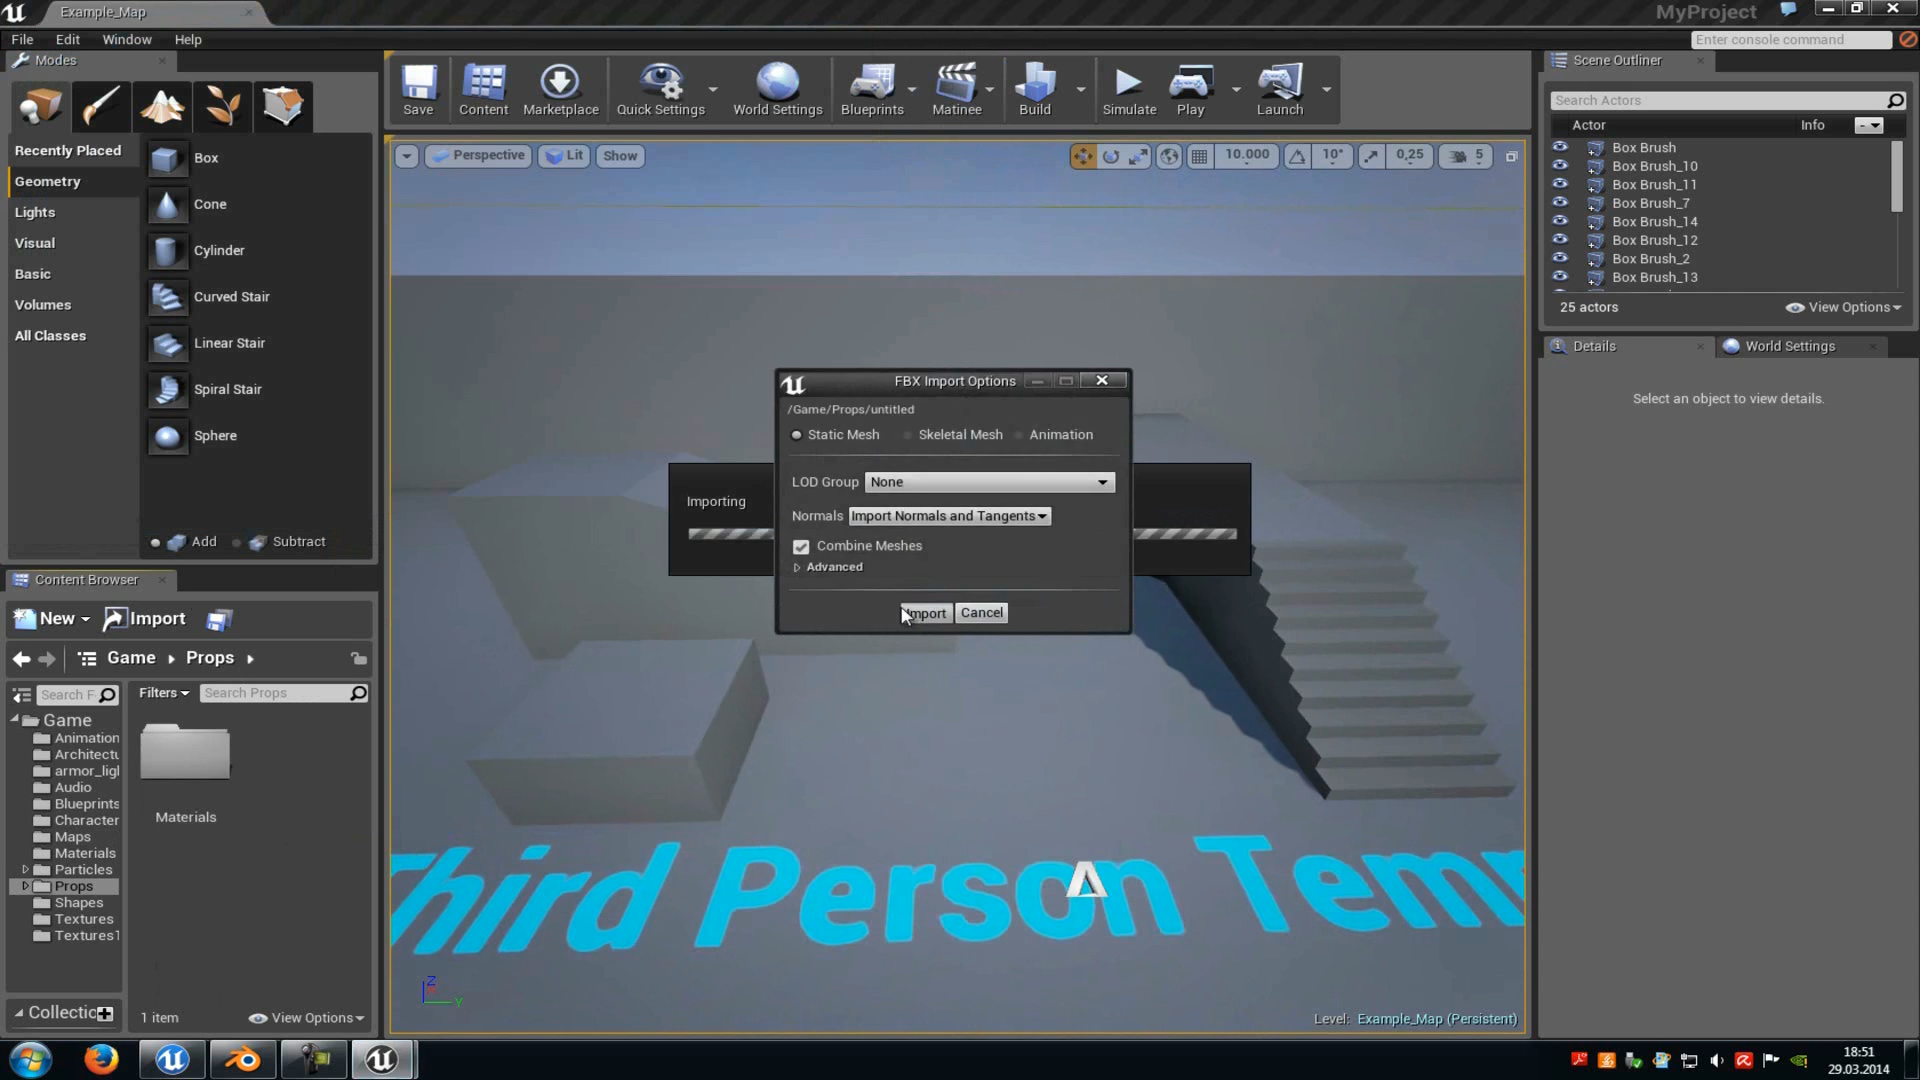 Example_Map
MyProject
File Edit Window Help
Enter console command
Modes
Save
Content
Marketplace
Quick Settings
World Settings
Blueprints
Matinee
Build
Simulate
Play
Launch
Recently Placed
Geometry
Lights
Visual
Basic
Volumes
All Classes
Box
Cone
Cylinder
Curved Stair
Linear Stair
Spiral Stair
Sphere
Add
Subtract
Perspective
Lit
Show
10.000
10°
0,25
5
FBX Import Options
/Game/Props/untitled
Static Mesh Skeletal Mesh Animation
LOD Group None
Normals Import Normals and Tangents
Combine Meshes
Advanced
Import Cancel
Importing
Third Person Temp
Level: Example_Map (Persistent)
Z
Y
Scene Outliner
Search Actors
Actor Info
Box Brush
Box Brush_10
Box Brush_11
Box Brush_7
Box Brush_14
Box Brush_12
Box Brush_2
Box Brush_13
25 actors
View Options
Details
World Settings
Select an object to view details.
Content Browser
New
Import
Game
Props
Search F
Filters
Search Props
Game
Animation
Architectu
armor_ligl
Audio
Blueprints
Character
Maps
Materials
Particles
Props
Shapes
Textures
Textures1
Materials
Collectic
1 item
View Options
18:51
29.03.2014